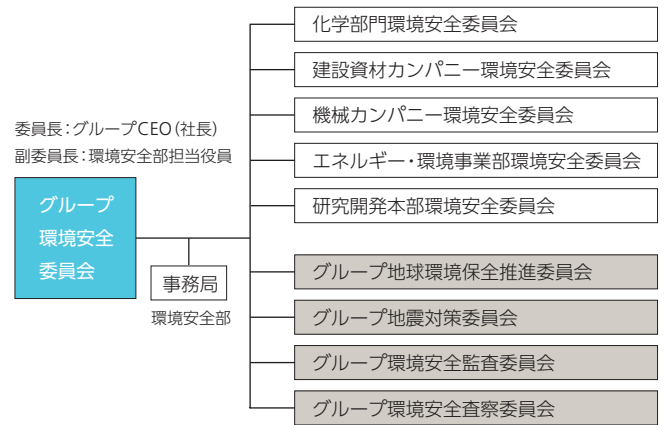 委員長：グループCEO（社長）
副委員長：環境安全部担当役員
グループ
環境安全
委員会
事務局
環境安全部
化学部門環境安全委員会
建設資材カンパニー環境安全委員会
機械カンパニー環境安全委員会
エネルギー・環境事業部環境安全委員会
研究開発本部環境安全委員会
グループ地球環境保全推進委員会
グループ地震対策委員会
グループ環境安全監査委員会
グループ環境安全査察委員会